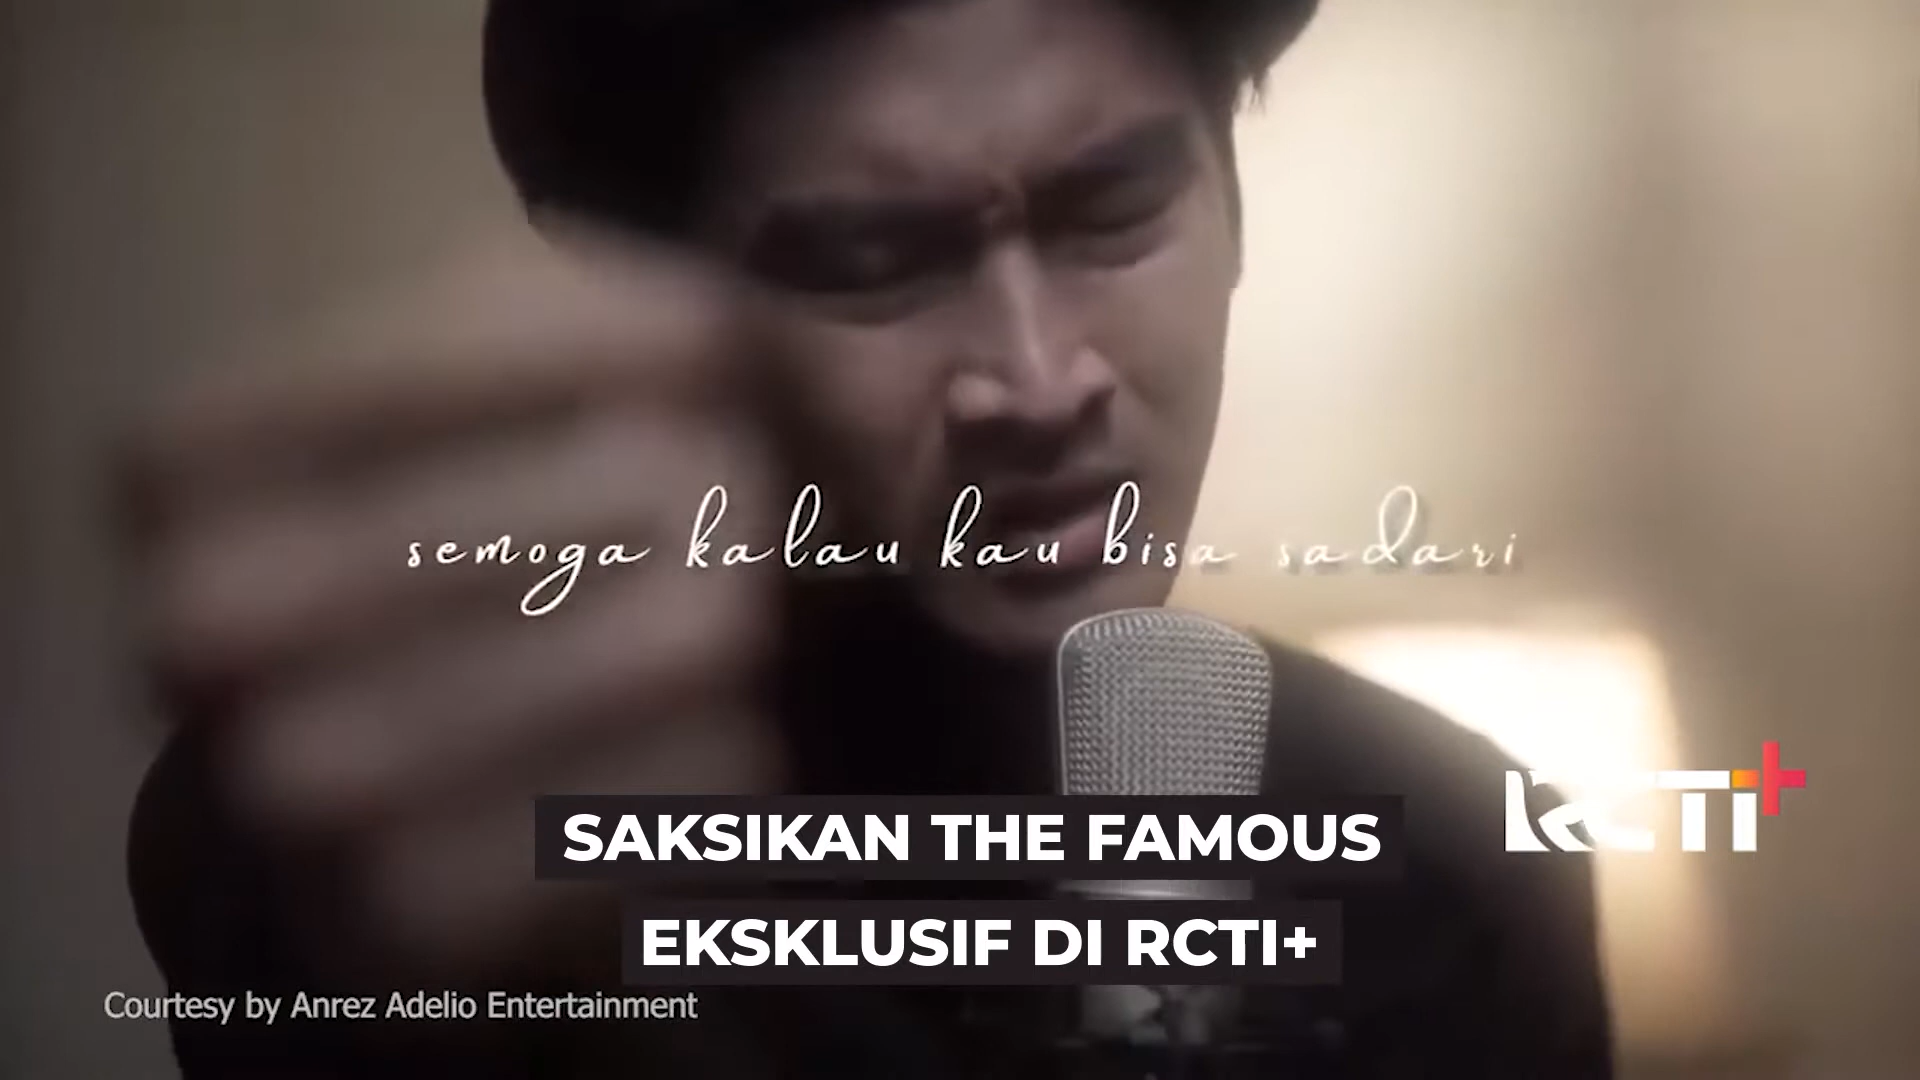 semoga kalau kau bisa sadari
RCTI+
SAKSIKAN THE FAMOUS
EKSKLUSIF DI RCTI+
Courtesy by Anrez Adelio Entertainment